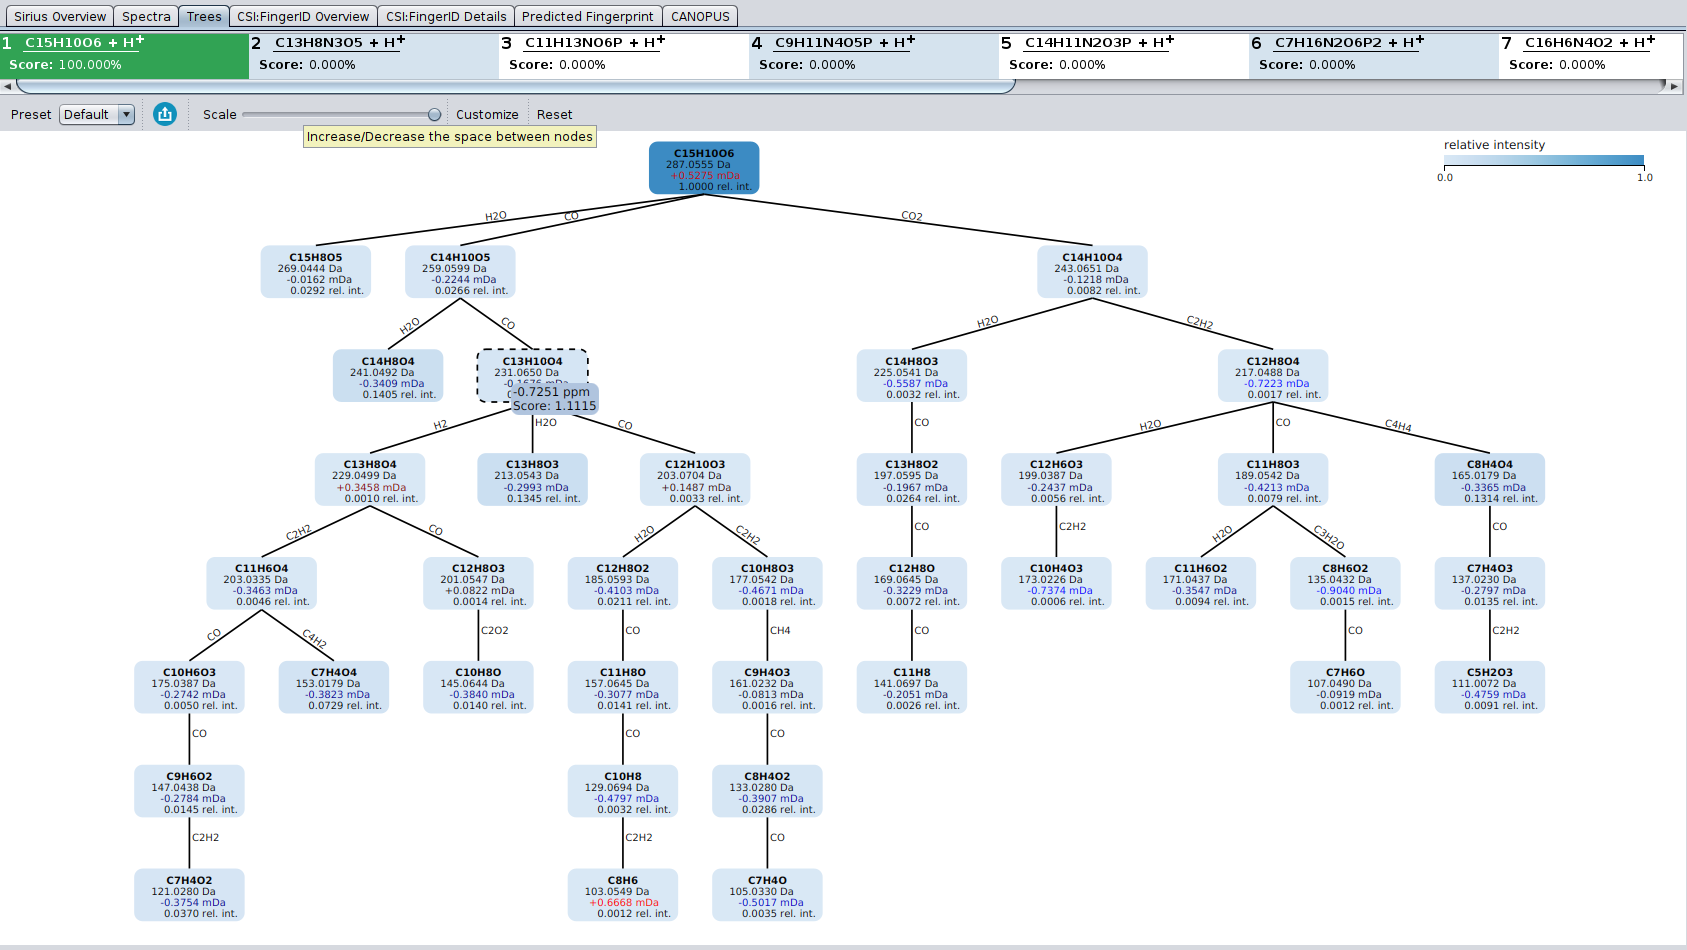 Sirius Overview Spectra Trees CSI:FingerID Overview CSI:FingerID Details Predicted Fingerprint CANOPUS
1 C15H10O6 + H+ 2 C13H8N3O5 + H+ 3 C11H13NO6P + H+ 4 C9H11N4O5P + H+ 5 C14H11N2O3P + H+ 6 C7H16N2O6P2 + H+ 7 C16H6N4O2 + H+
Score: 100.000% Score: 0.000% Score: 0.000% Score: 0.000% Score: 0.000% Score: 0.000% Score: 0.000%
Preset Default Scale Customize Reset
Increase/Decrease the space between nodes
relative intensity
0.0 1.0
C15H10O6
287.0555 Da
+0.5275 mDa
1.0000 rel. int.
H2O CO CO2
C15H8O5
269.0444 Da
-0.0162 mDa
0.0292 rel. int.
C14H10O5
259.0599 Da
-0.2244 mDa
0.0266 rel. int.
C14H10O4
243.0651 Da
-0.1218 mDa
0.0082 rel. int.
H2O CO H2O C2H2
C14H8O4
241.0492 Da
-0.3409 mDa
0.1405 rel. int.
C13H10O4
231.0650 Da
-0.7251 ppm
Score: 1.1115
C14H8O3
225.0541 Da
-0.5587 mDa
0.0032 rel. int.
C12H8O4
217.0488 Da
-0.7223 mDa
0.0017 rel. int.
H2 H2O CO CO H2O CO C4H4
C13H8O4
229.0499 Da
+0.3458 mDa
0.0010 rel. int.
C13H8O3
213.0543 Da
-0.2993 mDa
0.1345 rel. int.
C12H10O3
203.0704 Da
+0.1487 mDa
0.0033 rel. int.
C13H8O2
197.0595 Da
-0.1967 mDa
0.0264 rel. int.
C12H6O3
199.0387 Da
-0.2437 mDa
0.0056 rel. int.
C11H8O3
189.0542 Da
-0.4213 mDa
0.0079 rel. int.
C8H4O4
165.0179 Da
-0.3365 mDa
0.1314 rel. int.
C2H2 CO H2O C2H2 CO C2H2 H2O C3H2O CO
C11H6O4
203.0335 Da
-0.3463 mDa
0.0046 rel. int.
C12H8O3
201.0547 Da
+0.0822 mDa
0.0014 rel. int.
C12H8O2
185.0593 Da
-0.4103 mDa
0.0211 rel. int.
C10H8O3
177.0542 Da
-0.4671 mDa
0.0018 rel. int.
C12H8O
169.0645 Da
-0.3229 mDa
0.0072 rel. int.
C10H4O3
173.0226 Da
-0.7374 mDa
0.0006 rel. int.
C11H6O2
171.0437 Da
-0.3547 mDa
0.0094 rel. int.
C8H6O2
135.0432 Da
-0.9040 mDa
0.0015 rel. int.
C7H4O3
137.0230 Da
-0.2797 mDa
0.0135 rel. int.
CO C4H2 C2O2 CO CH4 CO CO C2H2
C10H6O3
175.0387 Da
-0.2742 mDa
0.0050 rel. int.
C7H4O4
153.0179 Da
-0.3823 mDa
0.0729 rel. int.
C10H8O
145.0644 Da
-0.3840 mDa
0.0140 rel. int.
C11H8O
157.0645 Da
-0.3077 mDa
0.0141 rel. int.
C9H4O3
161.0232 Da
-0.0813 mDa
0.0016 rel. int.
C11H8
141.0697 Da
-0.2051 mDa
0.0026 rel. int.
C7H6O
107.0490 Da
-0.0919 mDa
0.0012 rel. int.
C5H2O3
111.0072 Da
-0.4759 mDa
0.0091 rel. int.
CO CO CO
C9H6O2
147.0438 Da
-0.2784 mDa
0.0145 rel. int.
C10H8
129.0694 Da
-0.4797 mDa
0.0032 rel. int.
C8H4O2
133.0280 Da
-0.3907 mDa
0.0286 rel. int.
C2H2 C2H2 CO
C7H4O2
121.0280 Da
-0.3754 mDa
0.0370 rel. int.
C8H6
103.0549 Da
+0.6668 mDa
0.0012 rel. int.
C7H4O
105.0330 Da
-0.5017 mDa
0.0035 rel. int.